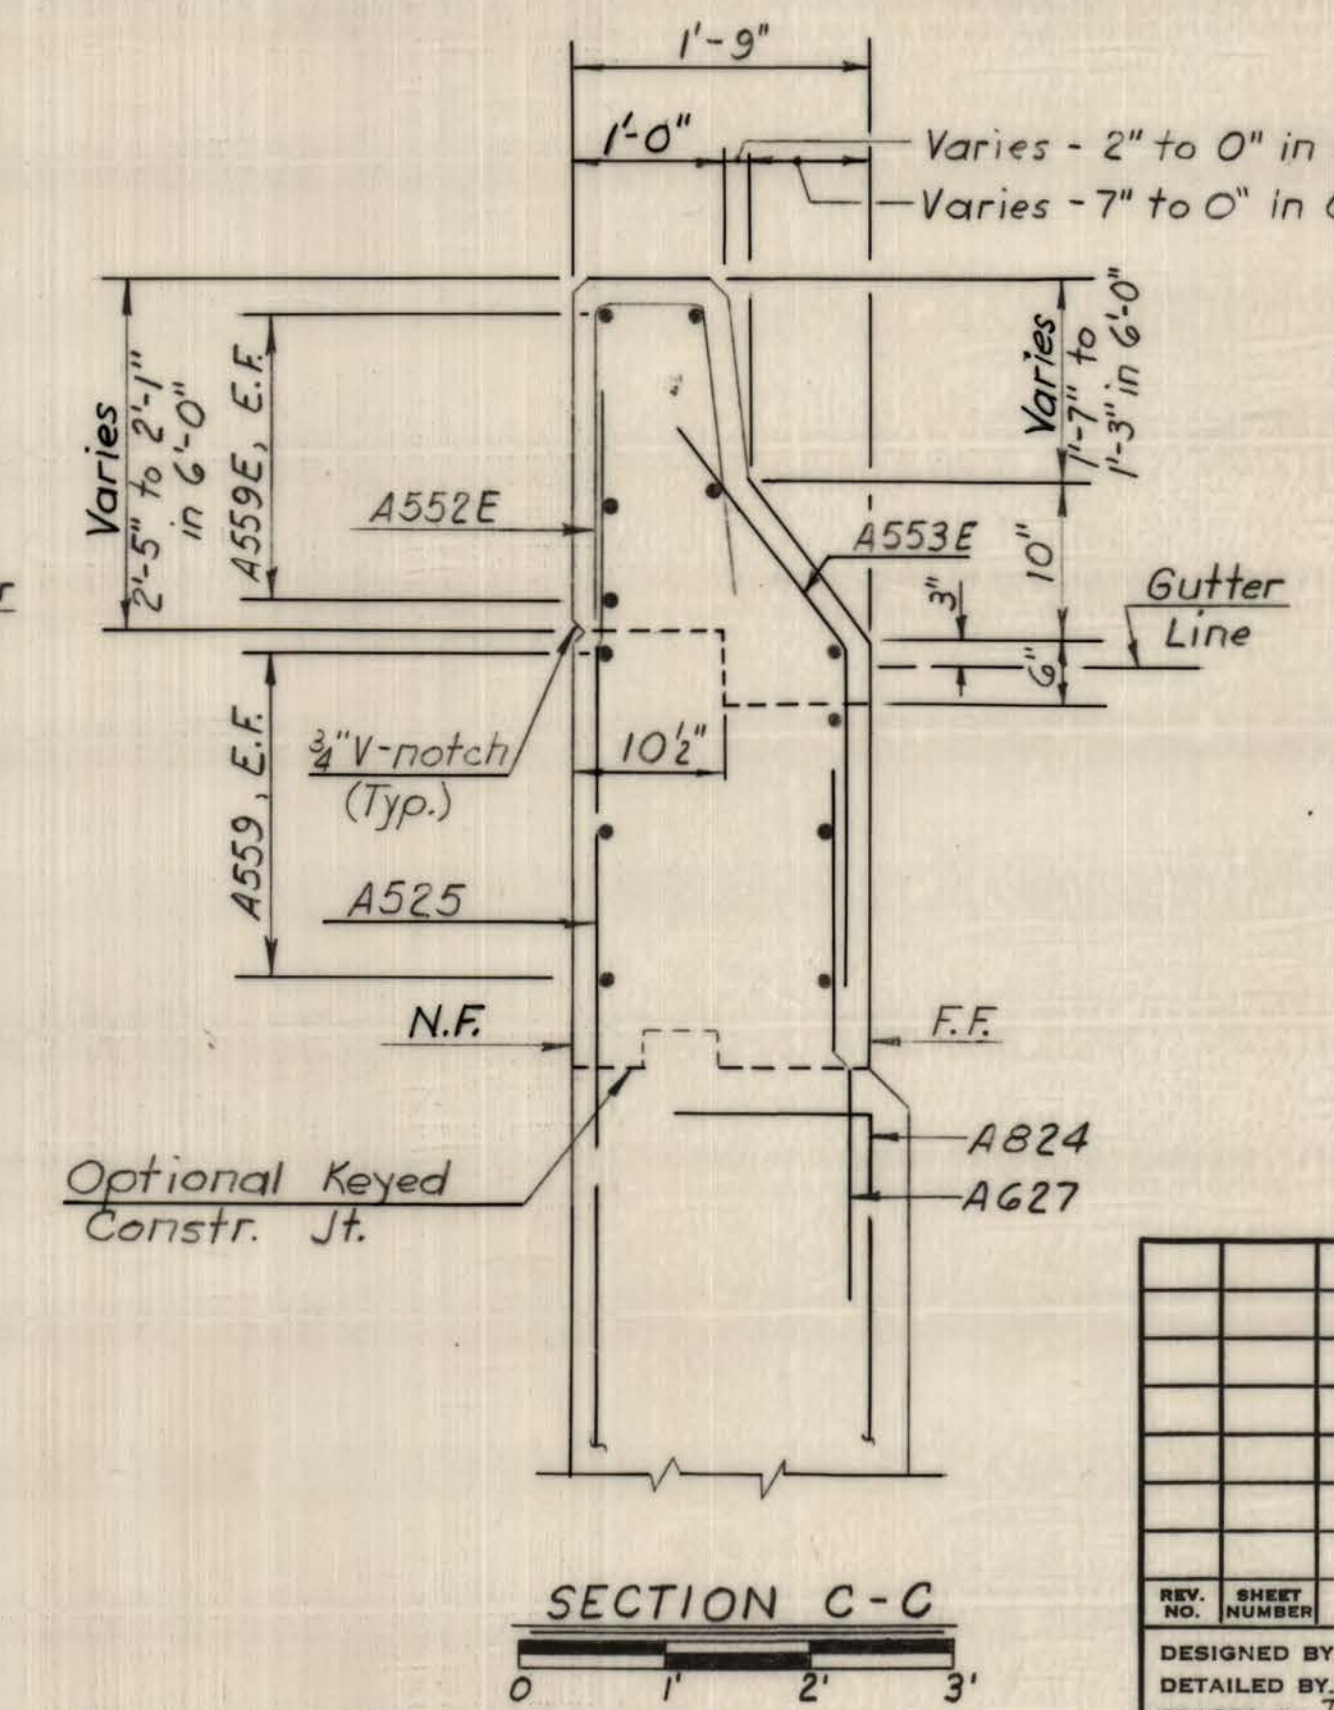 1'-9"
1'-0"
Varies - 2" to 0" in
Varies - 7" to 0" in
Varies
2'-5" to 2'-1"
in 6'-0"
A559E, E.F.
Varies
1'-7" to
1'-3" in 6'-0"
A552E
A553E
10"
3"
6"
Gutter
Line
A559, E.F.
¾" V-notch
(Typ.)
10½"
A525
N.F.
F.F.
A824
A627
Optional Keyed
Constr. Jt.
SECTION C-C
0 1' 2' 3'
REV. NO.
SHEET NUMBER
DESIGNED BY
DETAILED BY